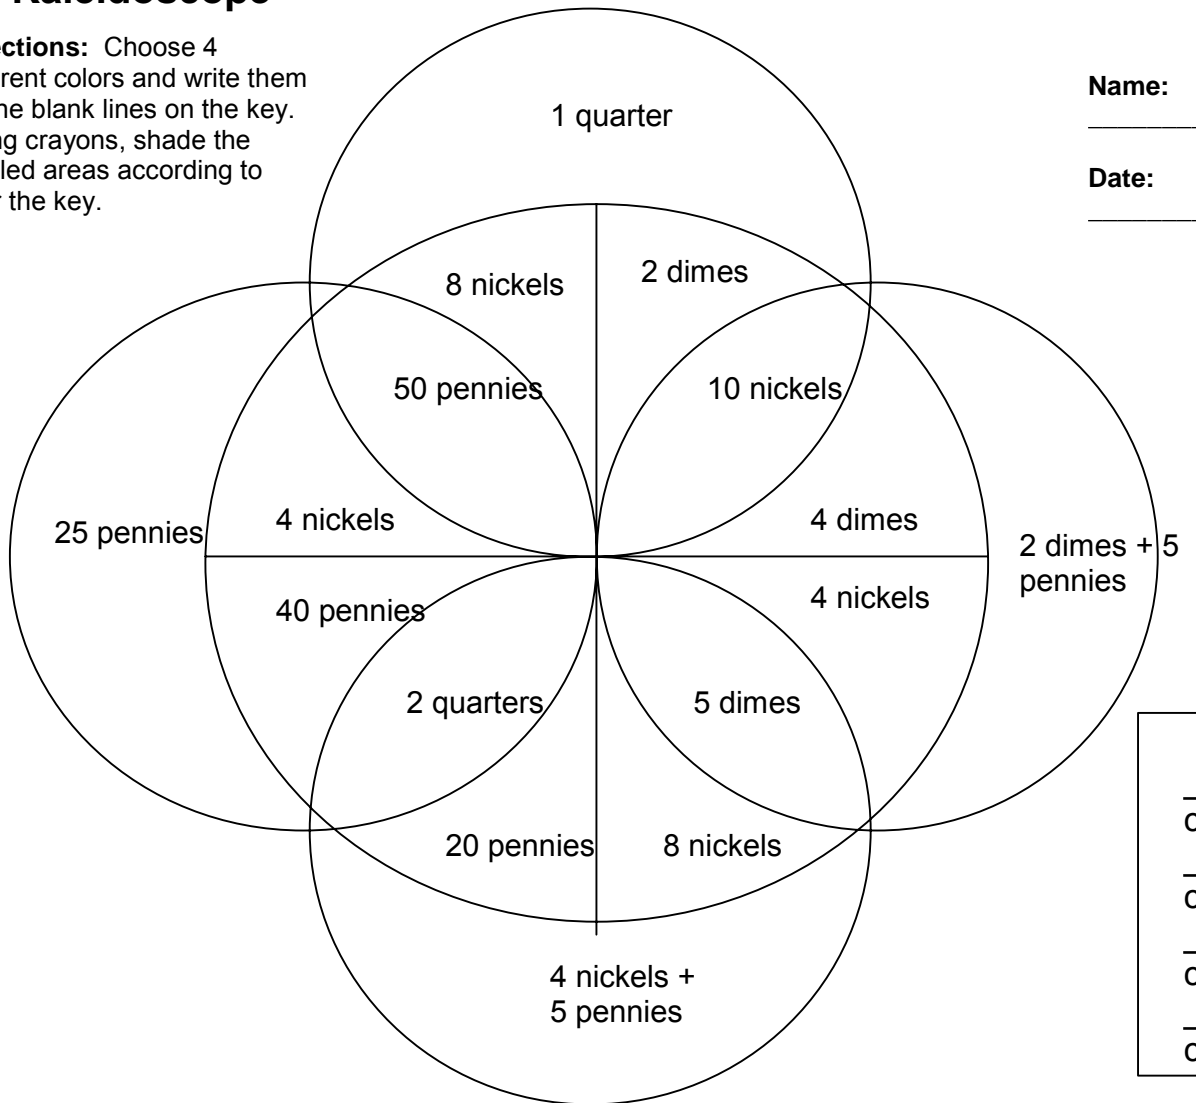 Kaleidoscope
ections: Choose 4
rent colors and write them
he blank lines on the key.
ng crayons, shade the
led areas according to
r the key.
Name:
Date:
1 quarter
8 nickels
2 dimes
50 pennies
10 nickels
25 pennies
4 nickels
4 dimes
2 dimes + 5
pennies
40 pennies
4 nickels
2 quarters
5 dimes
20 pennies
8 nickels
4 nickels +
5 pennies